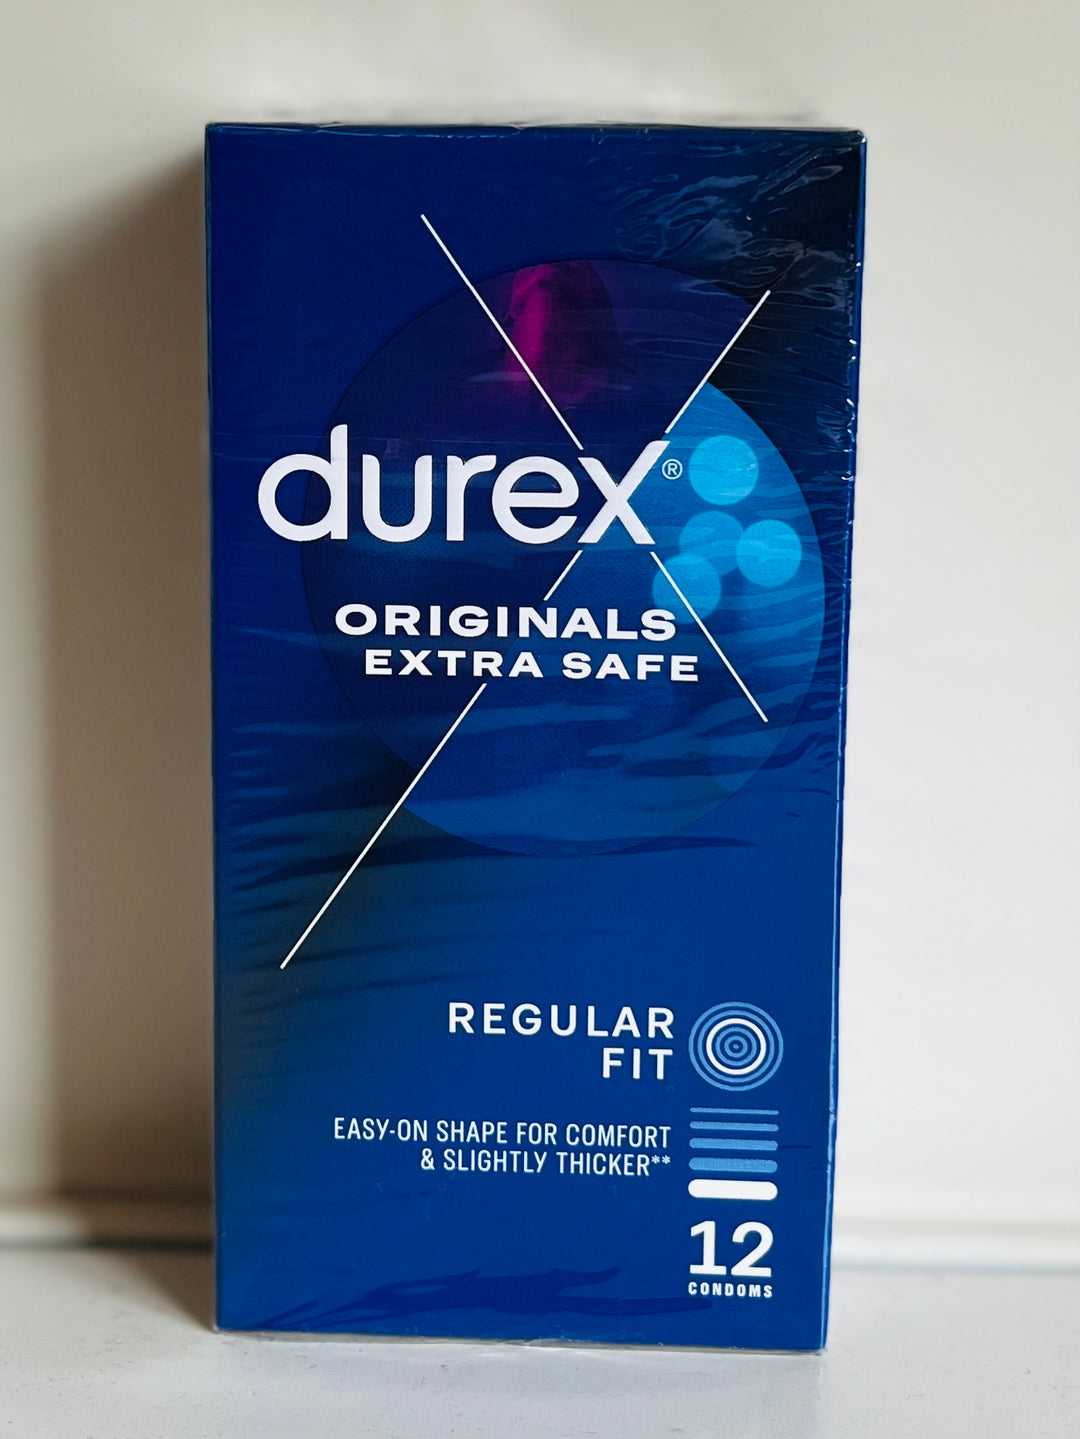 durex®
ORIGINALS
EXTRA SAFE
REGULAR
FIT
EASY-ON SHAPE FOR COMFORT
& SLIGHTLY THICKER**
12
CONDOMS